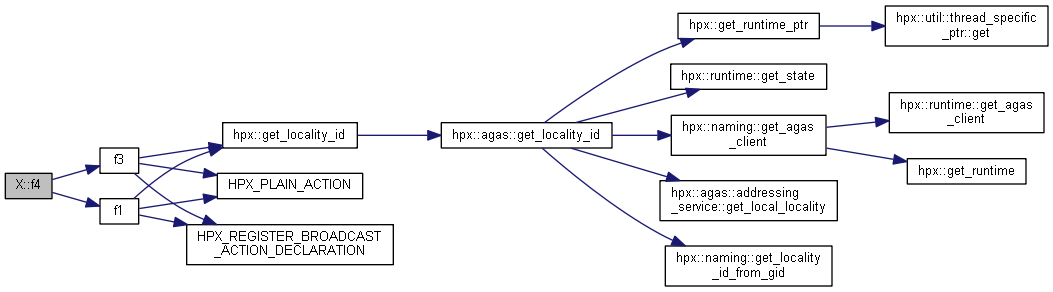 X::f4
f3
f1
hpx::get_locality_id
HPX_PLAIN_ACTION
HPX_REGISTER_BROADCAST
_ACTION_DECLARATION
hpx::agas::get_locality_id
hpx::get_runtime_ptr
hpx::runtime::get_state
hpx::naming::get_agas
_client
hpx::agas::addressing
_service::get_local_locality
hpx::naming::get_locality
_id_from_gid
hpx::util::thread_specific
_ptr::get
hpx::runtime::get_agas
_client
hpx::get_runtime